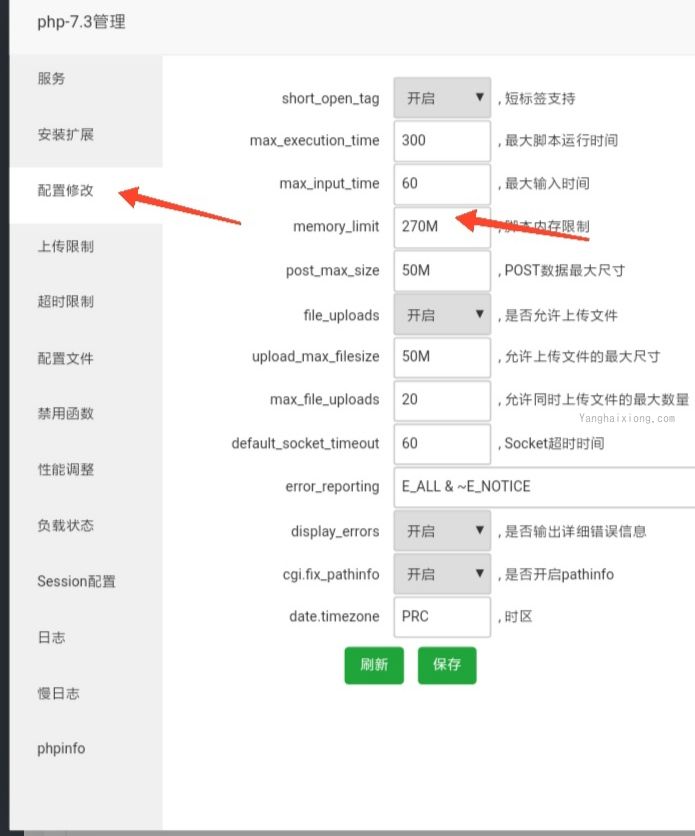 php-7.3管理
服务
安装扩展
配置修改
上传限制
超时限制
配置文件
禁用函数
性能调整
负载状态
Session配置
日志
慢日志
phpinfo
short_open_tag 开启 , 短标签支持
max_execution_time 300 , 最大脚本运行时间
max_input_time 60 , 最大输入时间
memory_limit 270M , 脚本内存限制
post_max_size 50M , POST数据最大尺寸
file_uploads 开启 , 是否允许上传文件
upload_max_filesize 50M , 允许上传文件的最大尺寸
max_file_uploads 20 , 允许同时上传文件的最大数量
Yanghaixiong.com
default_socket_timeout 60 , Socket超时时间
error_reporting E_ALL & ~E_NOTICE
display_errors 开启 , 是否输出详细错误信息
cgi.fix_pathinfo 开启 , 是否开启pathinfo
date.timezone PRC , 时区
刷新 保存